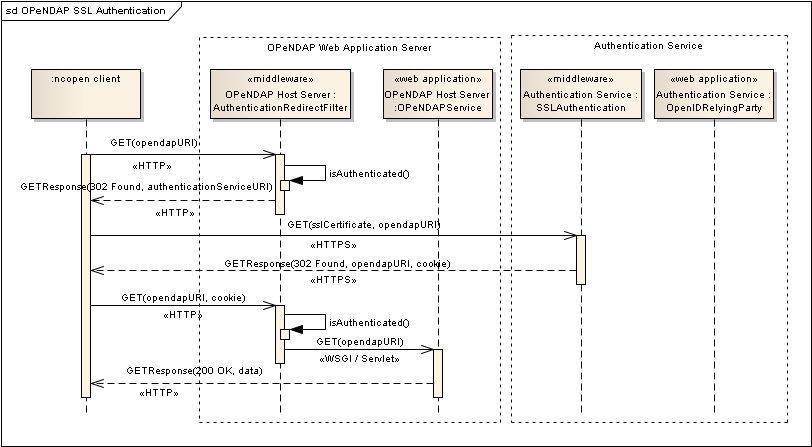 sd OPeNDAP SSL Authentication
OPeNDAP Web Application Server
Authentication Service
:ncopen client
«middleware»
OPeNDAP Host Server :
AuthenticationRedirectFilter
«web application»
OPeNDAP Host Server
:OPENDAPService
«middleware»
Authentication Service :
SSLAuthentication
«web application»
Authentication Service :
OpenIDRelyingParty
GET(opendapURI)
«HTTP»
isAuthenticated()
GETResponse(302 Found, authenticationServiceURI)
«HTTP»
GET(sslCertificate, opendapURI)
«HTTPS»
GETResponse(302 Found, opendapURI, cookie)
«HTTPS»
GET(opendapURI, cookie)
«HTTP»
isAuthenticated()
GET(opendapURI)
«WSGI / Servlet»
GETResponse(200 OK, data)
«HTTP»